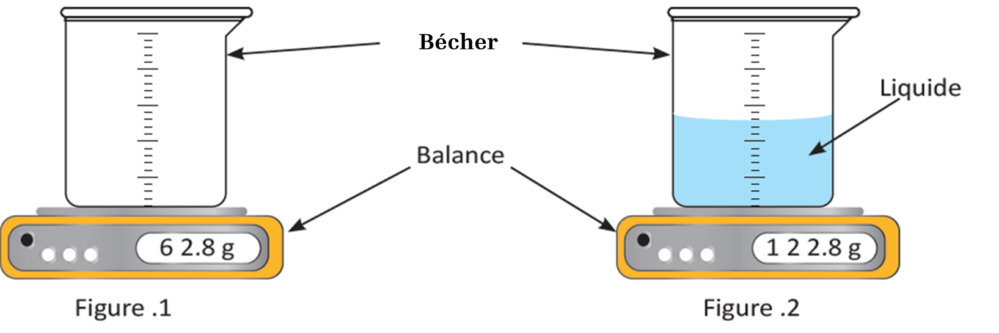 Bécher
Liquide
Balance
6 2.8 g
1 2 2.8 g
Figure .1
Figure .2